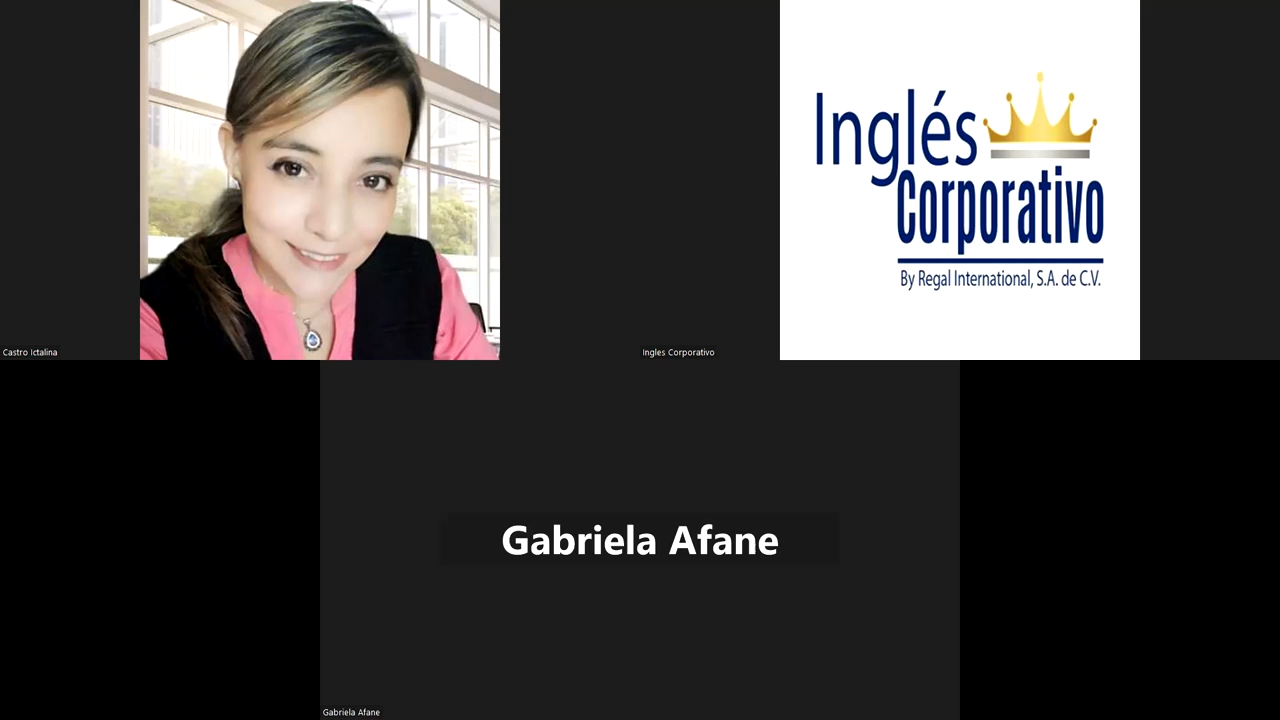 Inglés
Corporativo
By Regal International, S.A. de C.V.
Castro Ictalina
Ingles Corporativo
Gabriela Afane
Gabriela Afane